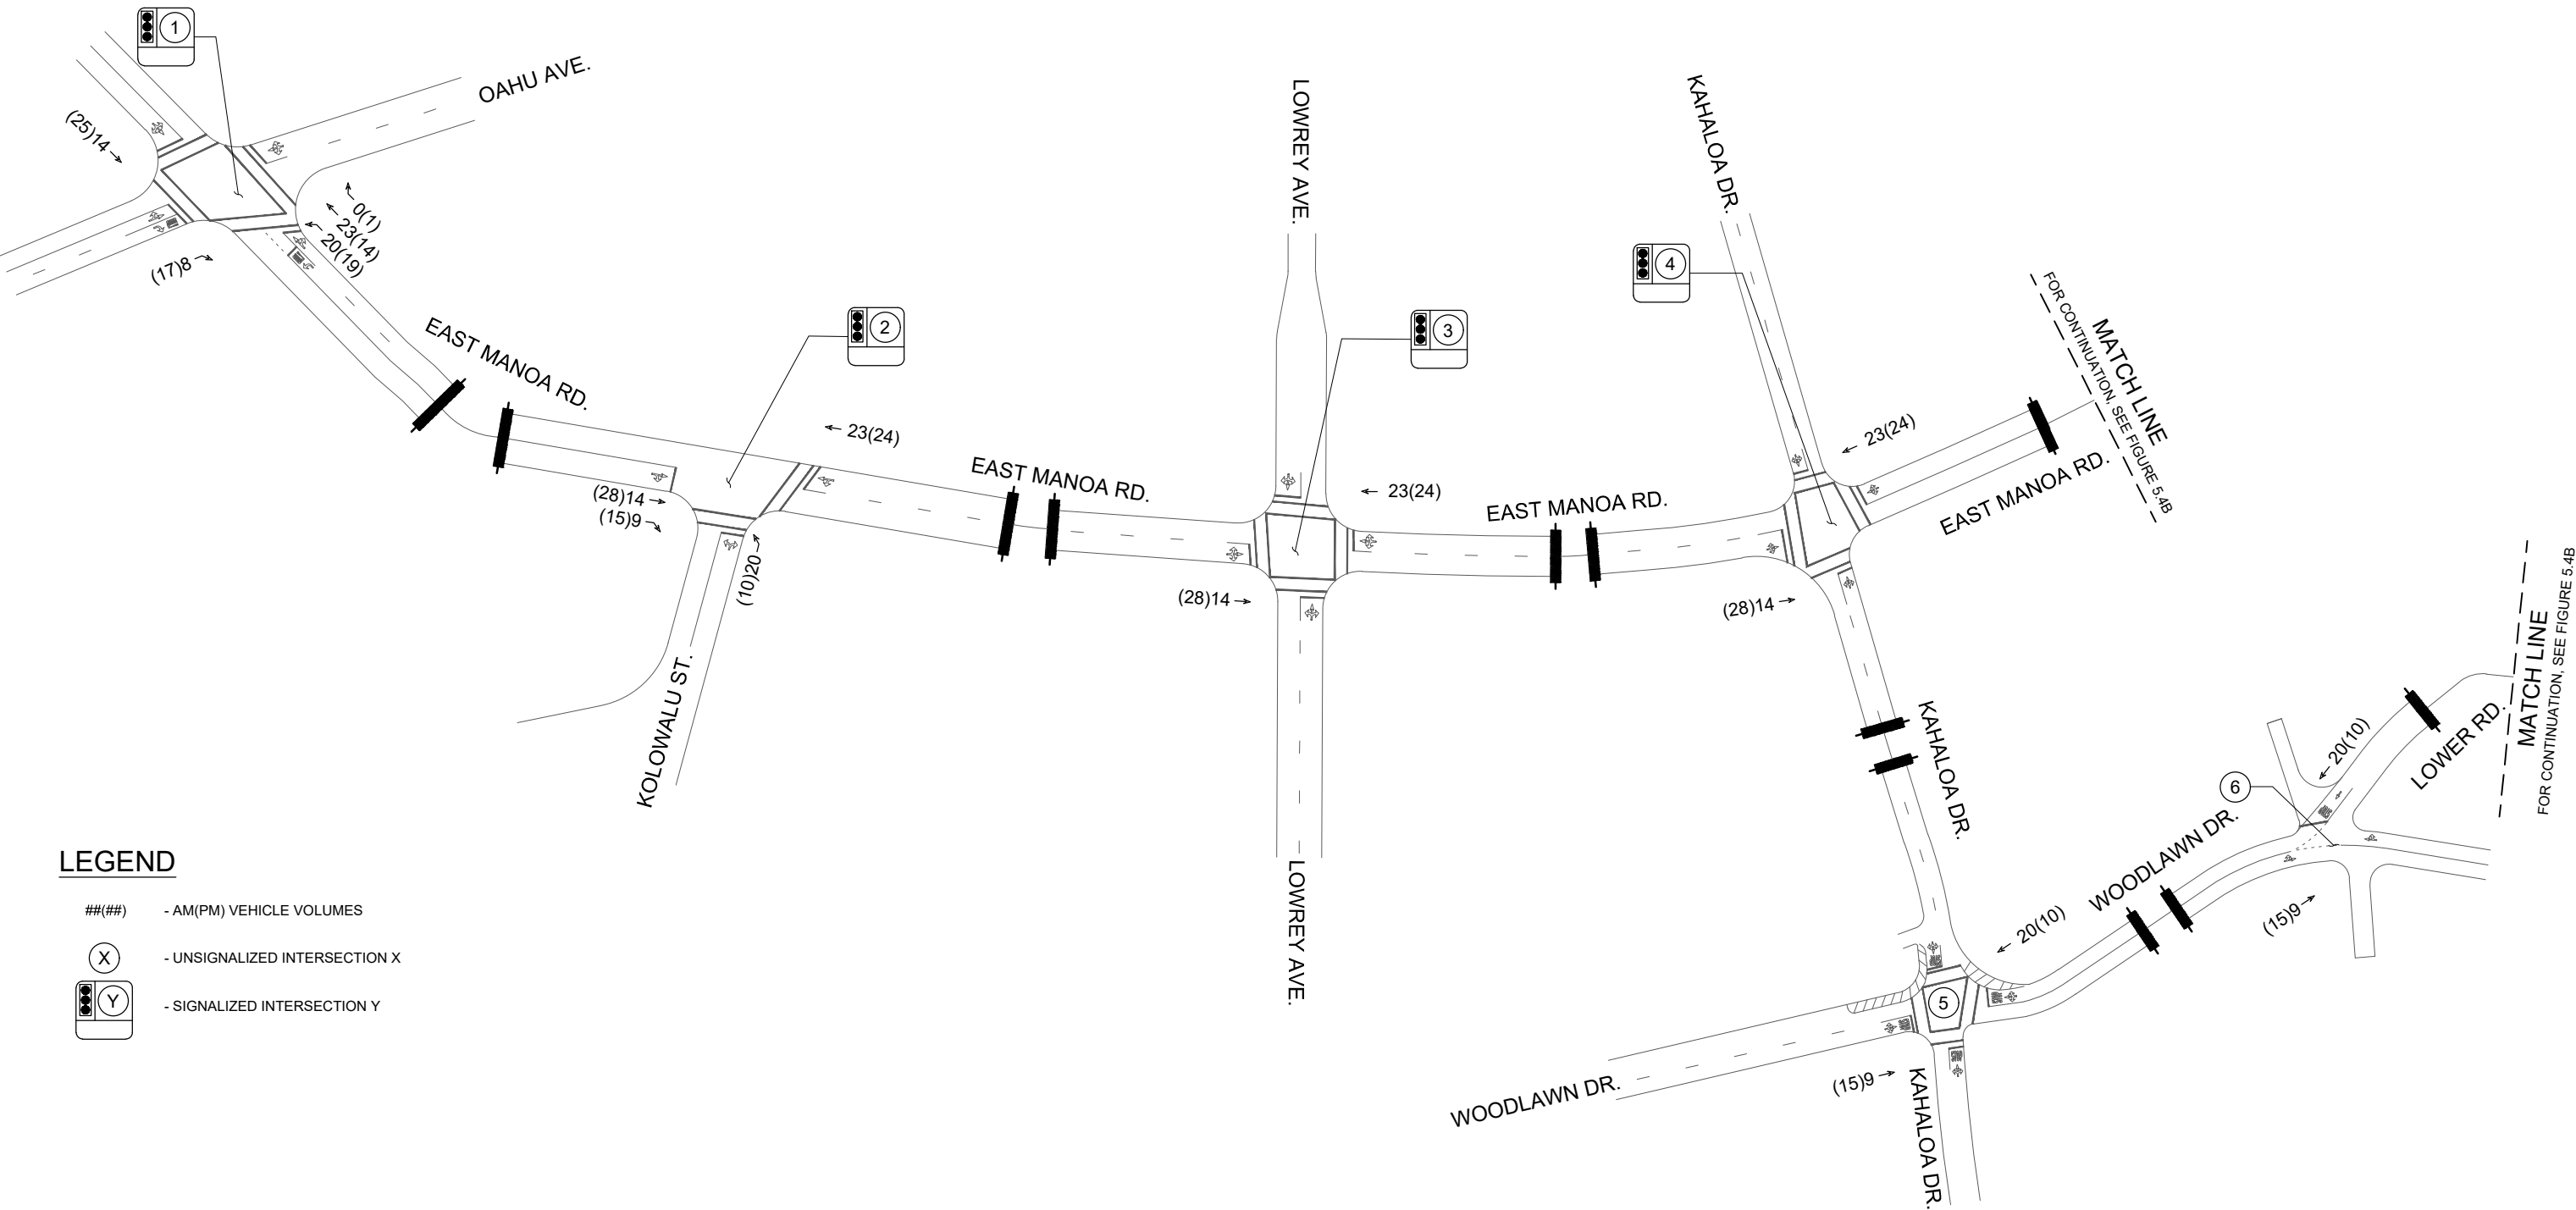 1
OAHU AVE.
(25)14
0(1)
23(14)
20(19)
(17)8
EAST MANOA RD.
2
23(24)
(28)14
(15)9
(10)20
KOLOWALU ST.
EAST MANOA RD.
LOWREY AVE.
3
23(24)
(28)14
LOWREY AVE.
EAST MANOA RD.
KAHALOA DR.
4
23(24)
(28)14
EAST MANOA RD.
MATCH LINE
FOR CONTINUATION, SEE FIGURE 5.4B
KAHALOA DR.
MATCH LINE
FOR CONTINUATION, SEE FIGURE 5.4B
LOWER RD.
20(10)
6
WOODLAWN DR.
(15)9
20(10)
5
(15)9
WOODLAWN DR.
KAHALOA DR.
LEGEND
##(##) - AM(PM) VEHICLE VOLUMES
X - UNSIGNALIZED INTERSECTION X
Y - SIGNALIZED INTERSECTION Y